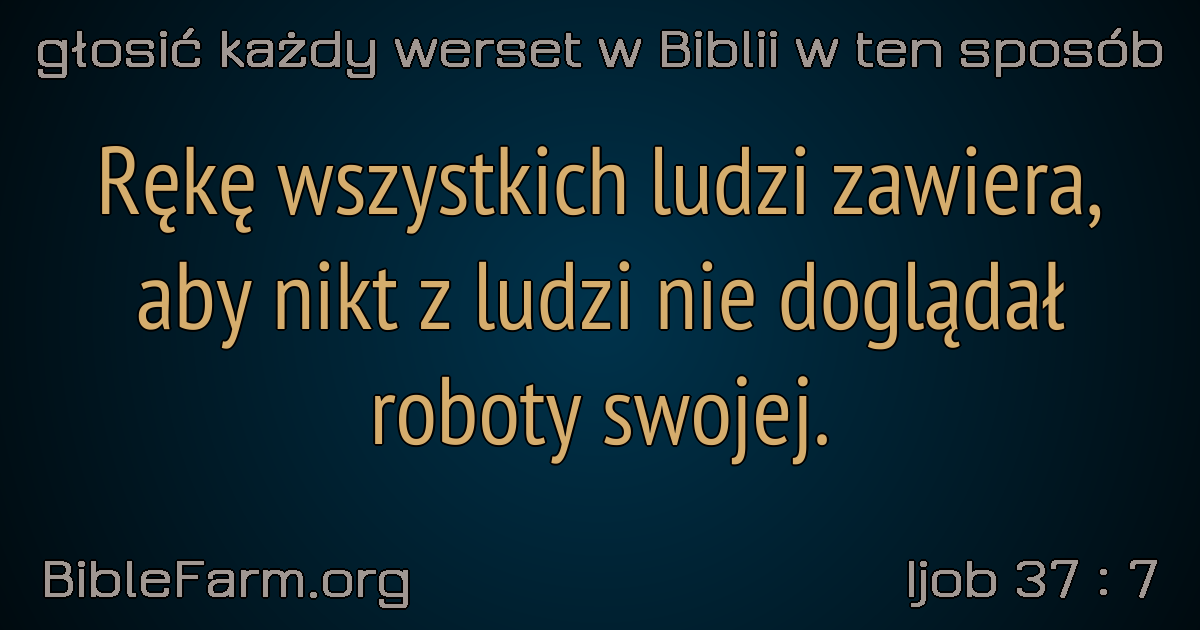 głosić każdy werset w Biblii w ten sposób
Rękę wszystkich ludzi zawiera,
aby nikt z ludzi nie doglądał
roboty swojej.
BibleFarm.org
Ijob 37 : 7